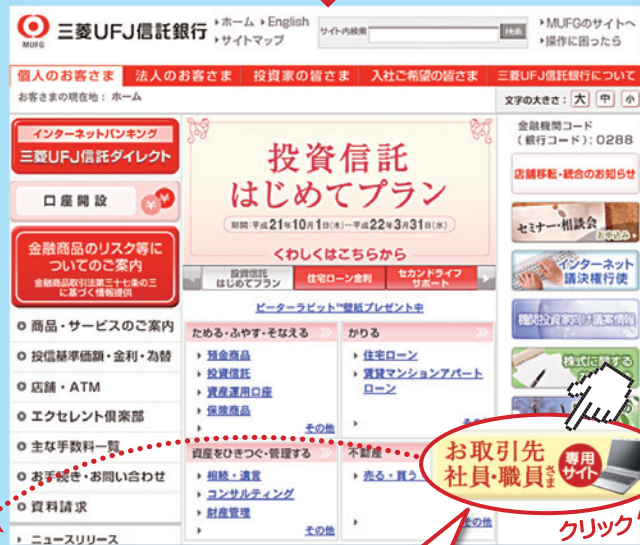 MUFG
三菱UFJ信託銀行
ホーム
English
サイトマップ
サイト内検索
検索
MUFGのサイトへ
操作に困ったら
個人のお客さま
法人のお客さま
投資家の皆さま
入社ご希望の皆さま
三菱UFJ信託銀行について
お客さまの現在地：ホーム
文字の大きさ：大 中 小
インターネットバンキング
三菱UFJ信託ダイレクト
口座開設
金融商品のリスク等に
ついてのご案内
金融商品取引法第三十七条の三
に基づく情報提供
商品・サービスのご案内
投信基準価額・金利・為替
店舗・ATM
エクセレント倶楽部
主な手数料一覧
お手続き・お問い合わせ
資料請求
ニュースリリース
投資信託
はじめてプラン
期間:平成21年10月1日(木)～平成22年3月31日(水)
くわしくはこちらから
投資信託
はじめてプラン
住宅ローン金利
セカンドライフ
サポート
ピーターラビット™壁紙プレゼント中
ためる・ふやす・そなえる
預金商品
投資信託
資産運用口座
保険商品
その他
かりる
住宅ローン
賃貸マンションアパート
ローン
資産をひきつぐ・管理する
相続・遺言
コンサルティング
財産管理
その他
不動産
売る・買う
その他
金融機関コード
（銀行コード）：0288
店舗移転・統合のお知らせ
セミナー・相談会
お申込み
インターネット
議決権行使
機関投資家向け議案情報
株式に関する
お取引先
社員・職員さま
専用
サイト
クリック